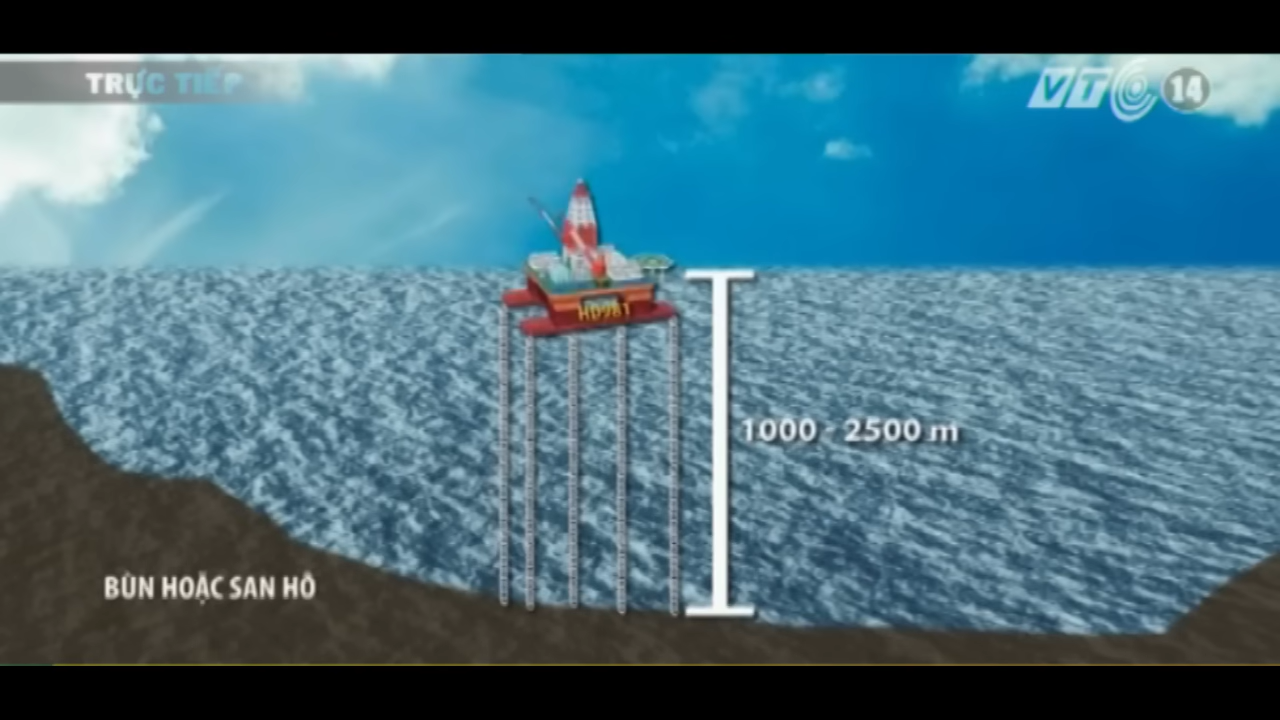 TRỰC TIẾP
VTC 14
HD981
1000 - 2500 m
BÙN HOẶC SAN HÔ